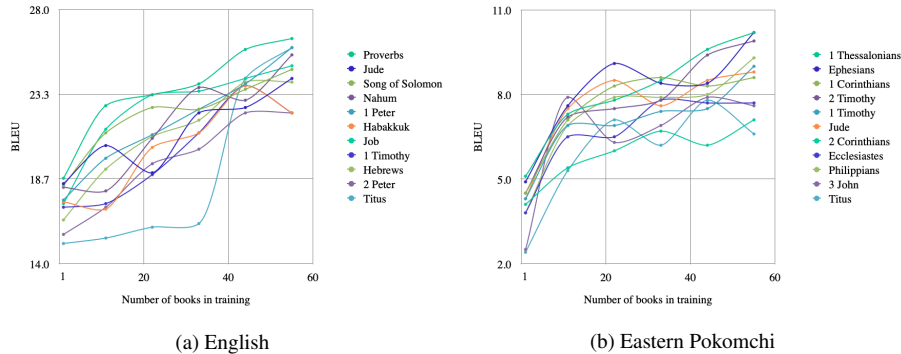 28.0
23.3
18.7
14.0
BLEU
1
20
40
60
Number of books in training
Proverbs
Jude
Song of Solomon
Nahum
1 Peter
Habakkuk
Job
1 Timothy
Hebrews
2 Peter
Titus
(a) English
11.0
8.0
5.0
2.0
BLEU
1
20
40
60
Number of books in training
1 Thessalonians
Ephesians
1 Corinthians
2 Timothy
1 Timothy
Jude
2 Corinthians
Ecclesiastes
Philippians
3 John
Titus
(b) Eastern Pokomchi